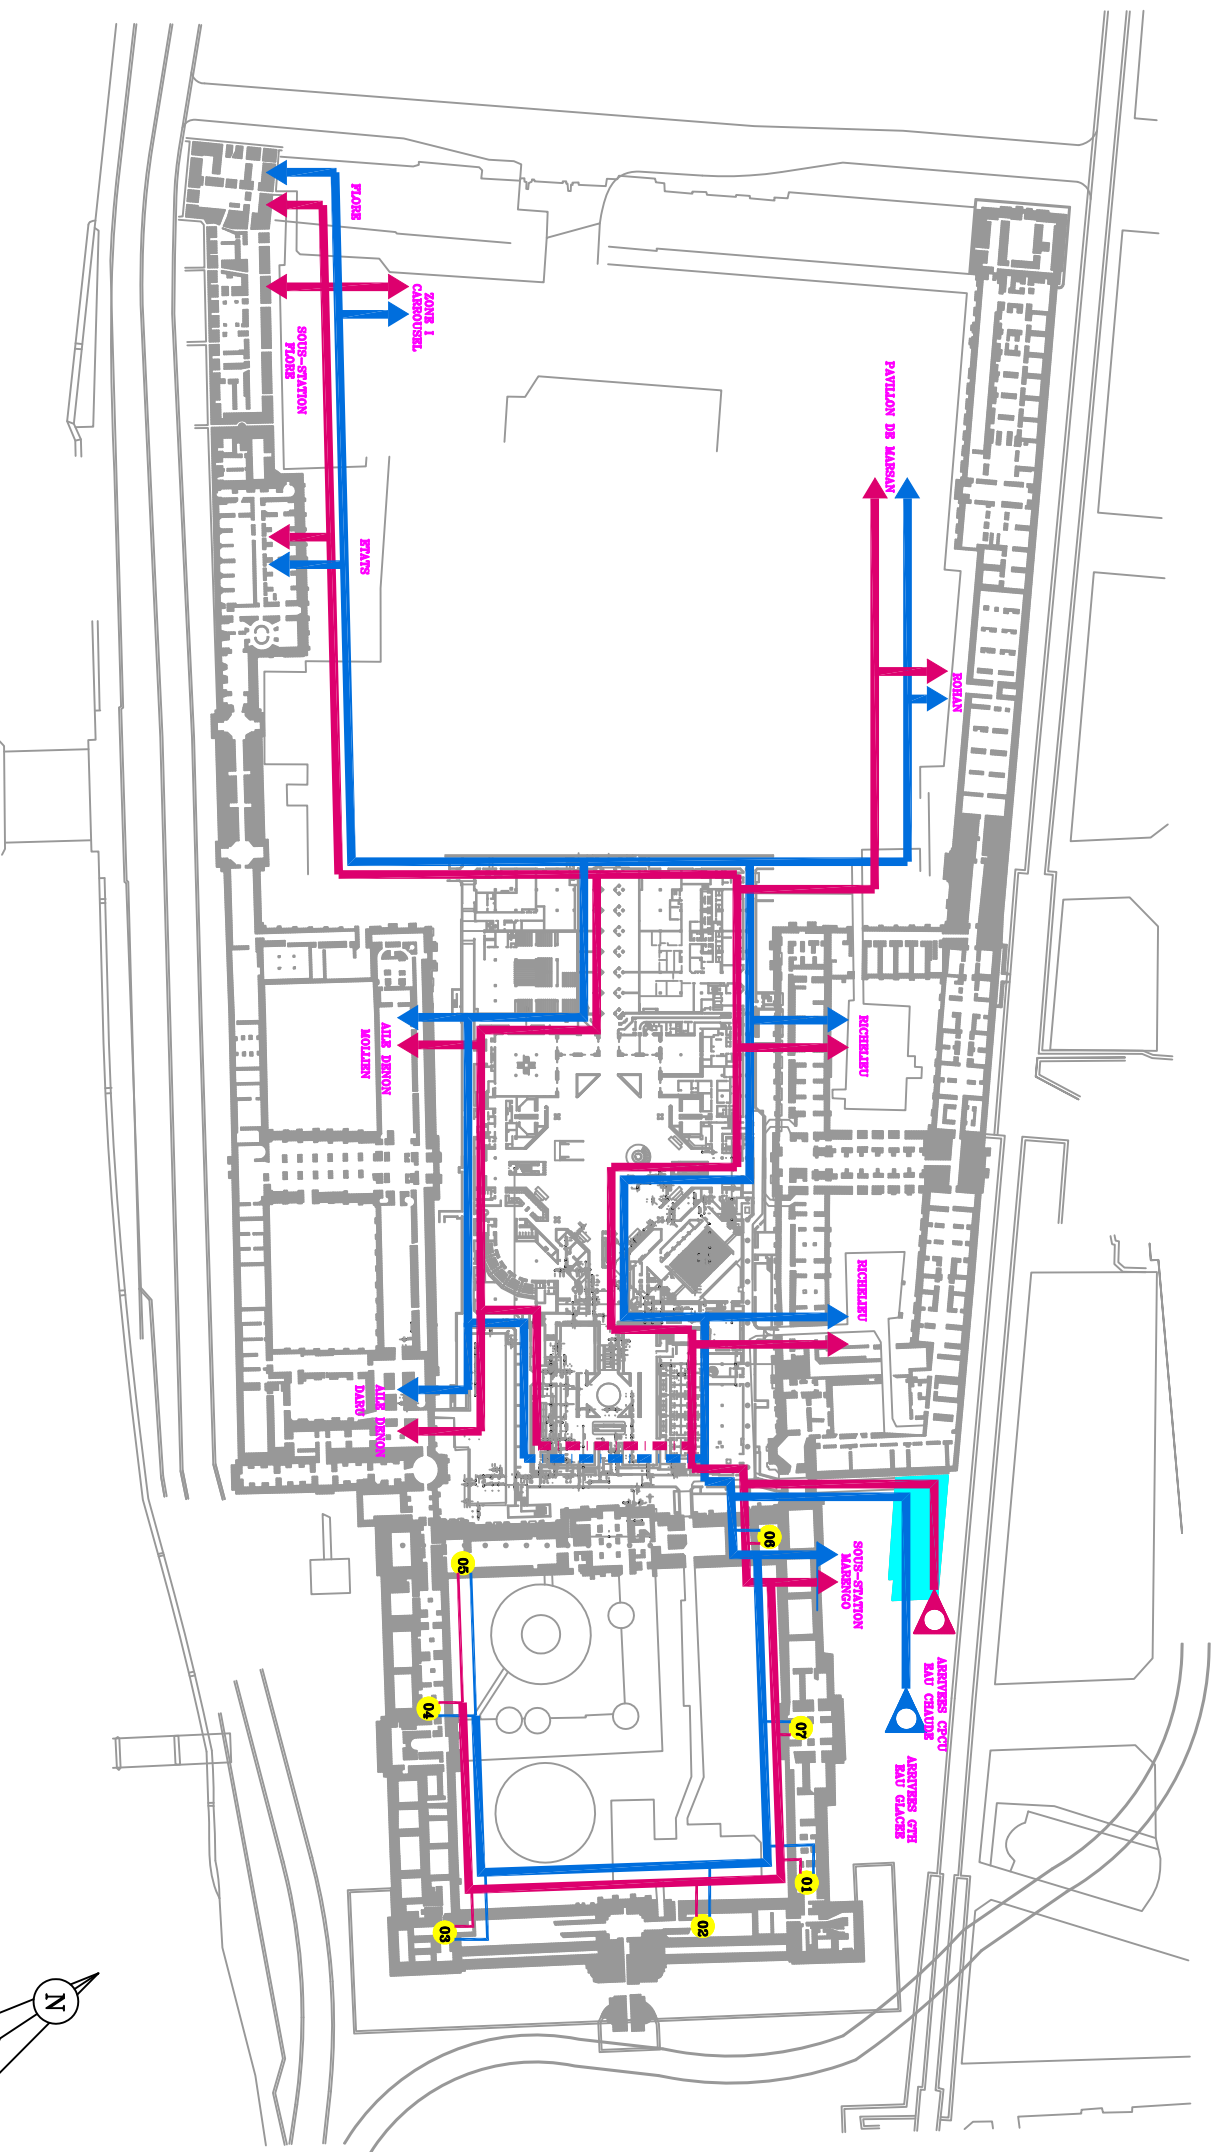 FLORE
ZONE I
CARROUSEL
SOUS-STATION
FLORE
PAVILLON DE MARSAN
ETATS
ROHAN
AILE DENON
MOLLIEN
RICHELIEU
RICHELIEU
AILE DENON
DARU
SOUS-STATION
MARENGO
ARRIVEES CPCU
EAU CHAUDE
ARRIVEES GTH
EAU GLACEE
06
05
04
07
01
02
03
N